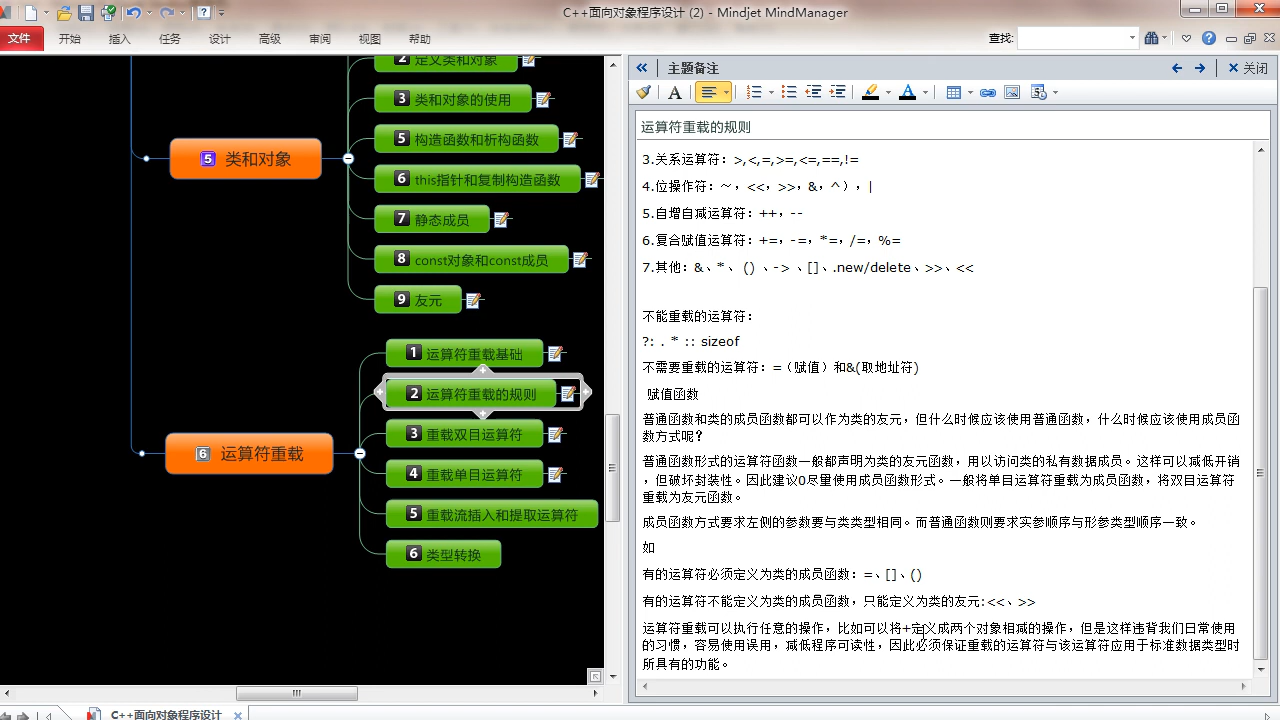 C++面向对象程序设计 (2) - Mindjet MindManager
文件 开始 插入 任务 设计 高级 审阅 视图 帮助 查找:
2 定义类和对象
3 类和对象的使用
5 构造函数和析构函数
5 类和对象
6 this指针和复制构造函数
7 静态成员
8 const对象和const成员
9 友元
1 运算符重载基础
2 运算符重载的规则
3 重载双目运算符
6 运算符重载
4 重载单目运算符
5 重载流插入和提取运算符
6 类型转换
C++面向对象程序设计
主题备注 关闭
运算符重载的规则
3.关系运算符：>,<,=,>=,<=,==,!=
4.位操作符：～，<<，>>，&，^），|
5.自增自减运算符：++，--
6.复合赋值运算符：+=，-=，*=，/=，%=
7.其他：&、*、 () 、-> 、[]、.new/delete、>>、<<
不能重载的运算符：
?: . * :: sizeof
不需要重载的运算符：=（赋值）和&(取地址符)
赋值函数
普通函数和类的成员函数都可以作为类的友元，但什么时候应该使用普通函数，什么时候应该使用成员函
数方式呢？
普通函数形式的运算符函数一般都声明为类的友元函数，用以访问类的私有数据成员。这样可以减低开销
，但破坏封装性。因此建议0尽量使用成员函数形式。一般将单目运算符重载为成员函数，将双目运算符
重载为友元函数。
成员函数方式要求左侧的参数要与类类型相同。而普通函数则要求实参顺序与形参类型顺序一致。
如
有的运算符必须定义为类的成员函数：=、[]、()
有的运算符不能定义为类的成员函数，只能定义为类的友元:<<、>>
运算符重载可以执行任意的操作，比如可以将+定义成两个对象相减的操作，但是这样违背我们日常使用
的习惯，容易使用误用，减低程序可读性，因此必须保证重载的运算符与该运算符应用于标准数据类型时
所具有的功能。